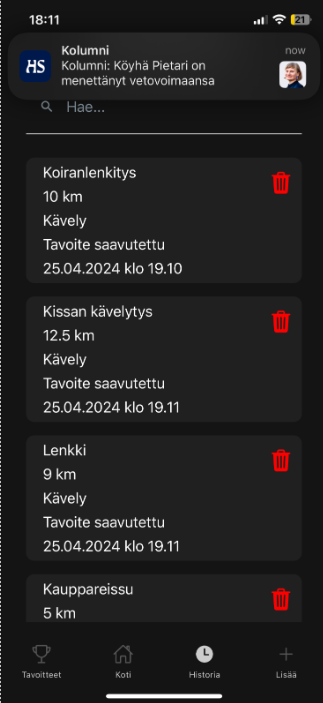 18:11
21
HS
Kolumni
now
Kolumni: Köyhä Pietari on
menettänyt vetovoimaansa
Hae...
Koiranlenkitys
10 km
Kävely
Tavoite saavutettu
25.04.2024 klo 19.10
Kissan kävelytys
12.5 km
Kävely
Tavoite saavutettu
25.04.2024 klo 19.11
Lenkki
9 km
Kävely
Tavoite saavutettu
25.04.2024 klo 19.11
Kauppareissu
5 km
Tavoitteet
Koti
Historia
Lisää